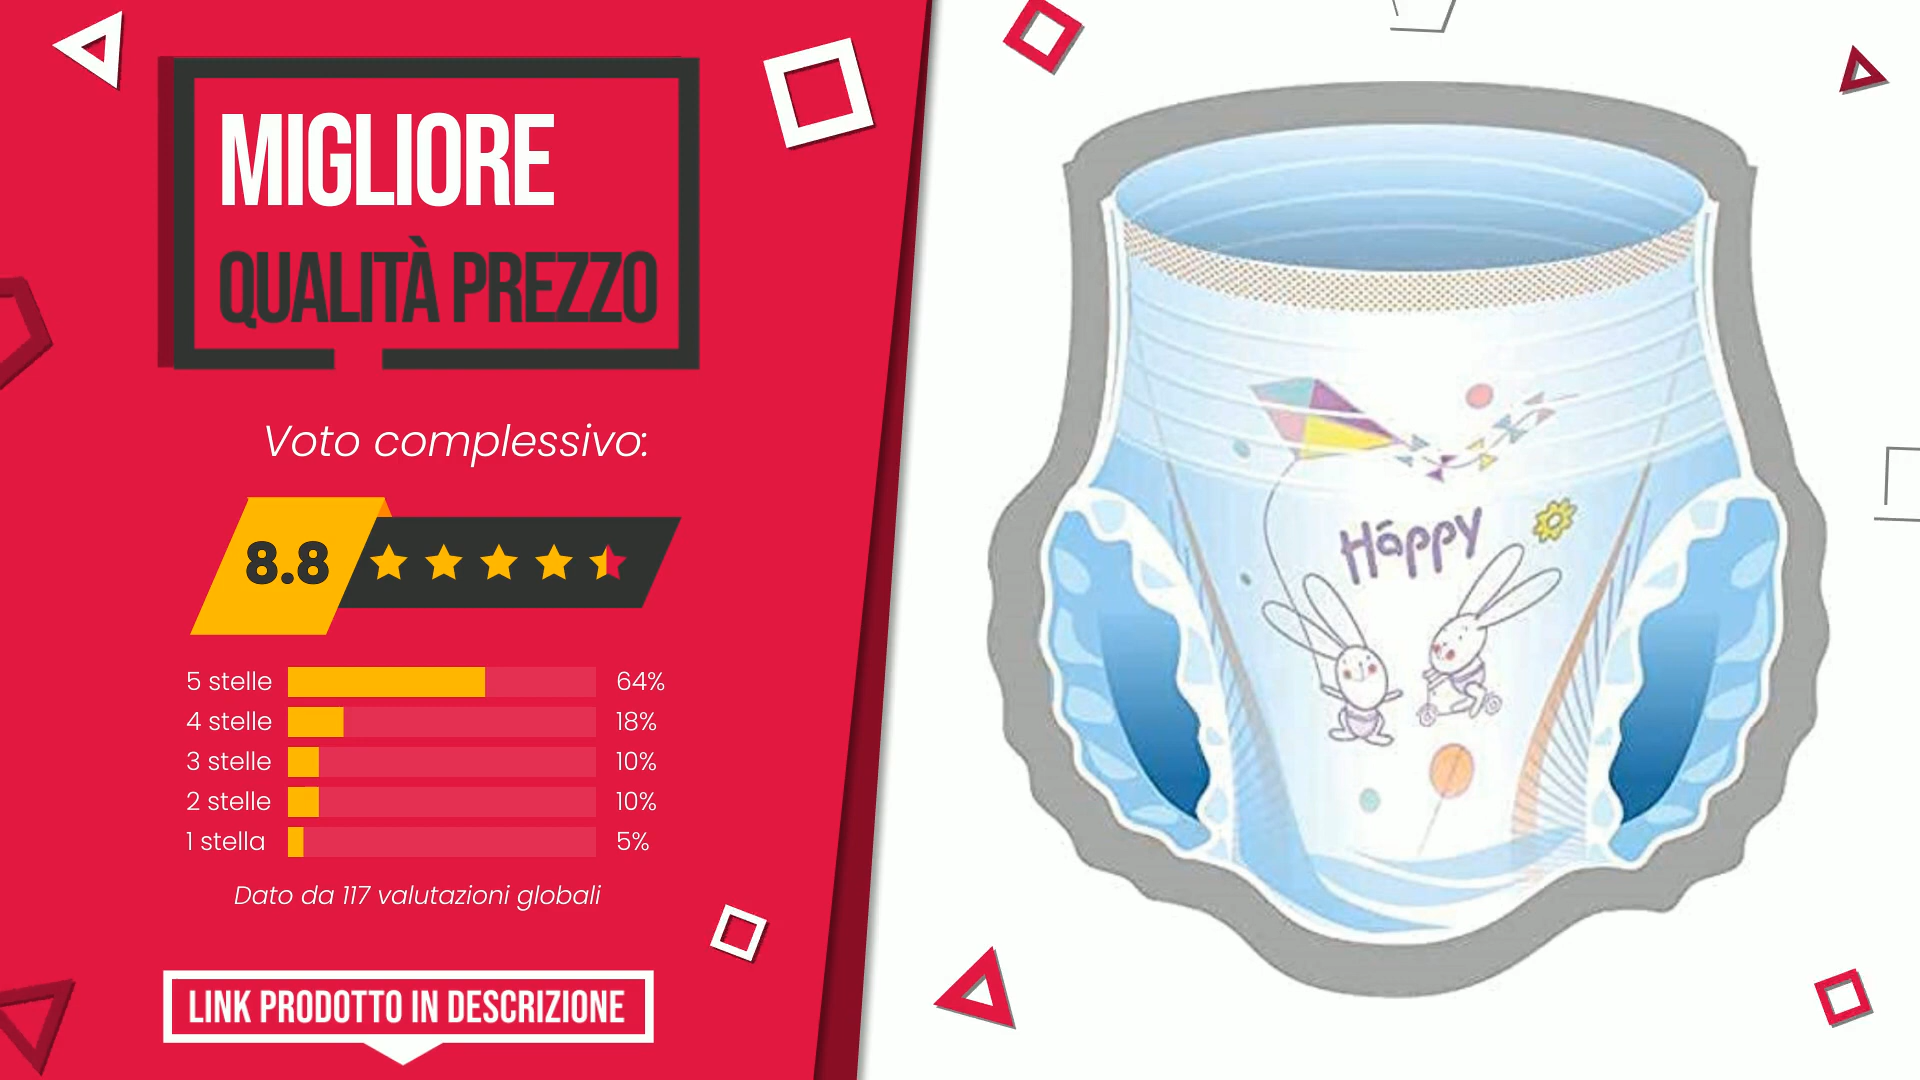 MIGLIORE
QUALITÀ PREZZO
Voto complessivo:
8.8
5 stelle 64%
4 stelle 18%
3 stelle 10%
2 stelle 10%
1 stella 5%
Dato da 117 valutazioni globali
LINK PRODOTTO IN DESCRIZIONE
Háppy